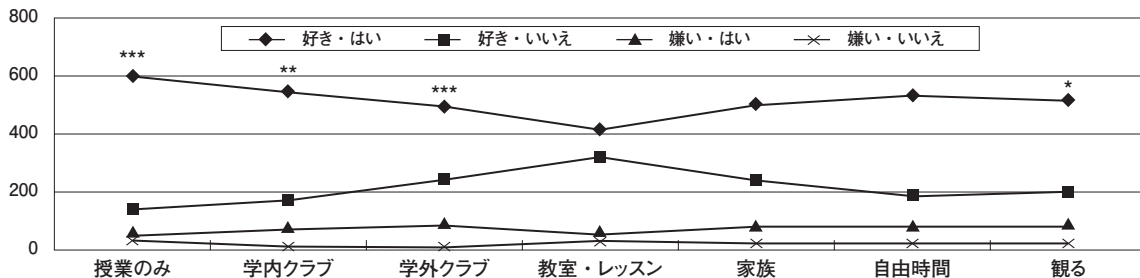 800
好き・はい 好き・いいえ 嫌い・はい 嫌い・いいえ
*** ** *** *
600
400
200
0
授業のみ 学内クラブ 学外クラブ 教室・レッスン 家族 自由時間 観る